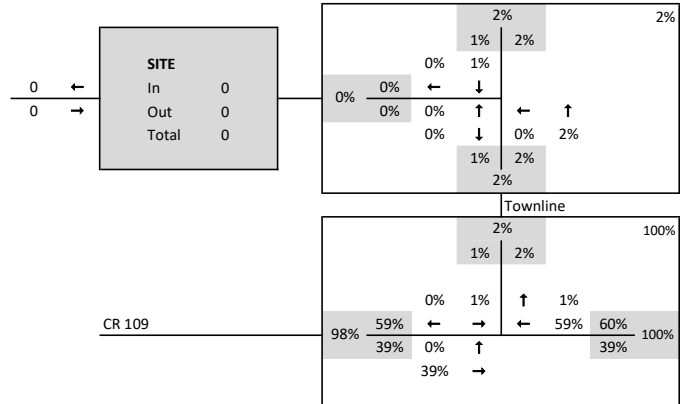 2% 2%
1% 2%
SITE 0% 1%
0 ← In 0 0% 0% ← ↓
0 → Out 0 0% 0% ↑ ← ↑
Total 0 0% ↓ 0% 2%
1% 2%
2%
Townline
2% 100%
1% 2%
0% 1% ↑ 1%
CR 109 98% 59% ← → ← 59% 60% 100%
39% 0% ↑ 39%
39% →